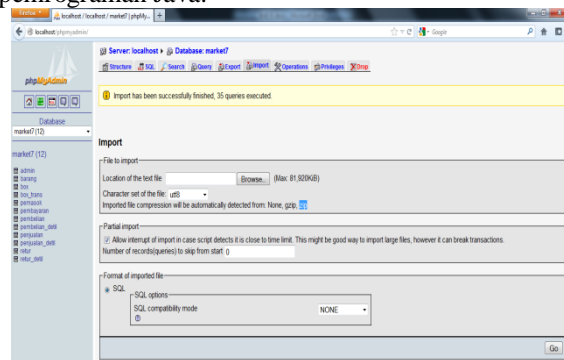 pemrograman Java.
Firefox
localhost / localhost / market7 | phpMy...
localhost/phpmyadmin/
Google
phpMyAdmin
Server: localhost ▸ Database: market7
Structure SQL Search Query Export Import Operations Privileges Drop
Import has been successfully finished, 35 queries executed.
Database
market7 (12)
market7 (12)
admin
barang
box
box_trans
pemasok
pembayaran
pembelian
pembelian_detil
penjualan
penjualan_detil
retur
retur_detil
Import
File to import
Location of the text file Browse... (Max: 81,920KiB)
Character set of the file: utf8
Imported file compression will be automatically detected from: None, gzip, zip
Partial import
Allow interrupt of import in case script detects it is close to time limit. This might be good way to import large files, however it can break transactions.
Number of records(queries) to skip from start 0
Format of imported file
SQL
SQL options
SQL compatibility mode NONE
Go